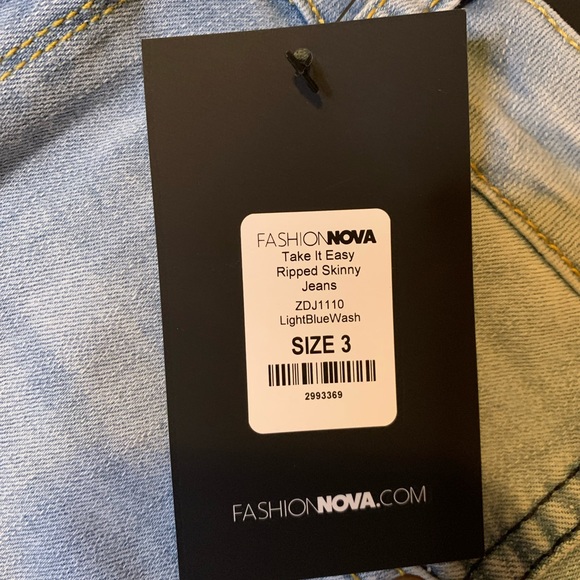 FASHIONNOVA
Take It Easy
Ripped Skinny
Jeans
ZDJ1110
LightBlueWash
SIZE 3
2993369
FASHIONNOVA.COM